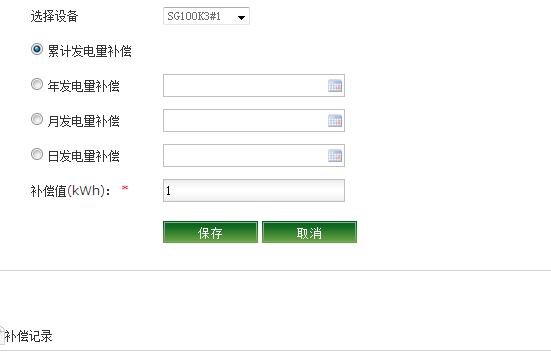 选择设备 SG100K3#1
累计发电量补偿
年发电量补偿
月发电量补偿
日发电量补偿
补偿值(kWh): * 1
保存 取消
补偿记录